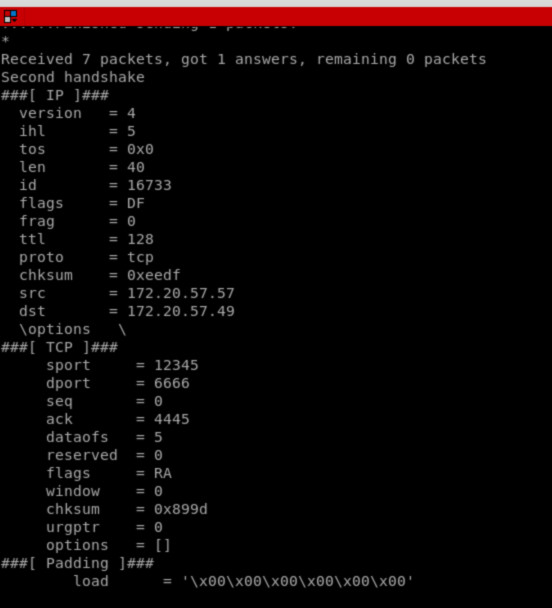 *
Received 7 packets, got 1 answers, remaining 0 packets
Second handshake
###[ IP ]###
  version   = 4
  ihl       = 5
  tos       = 0x0
  len       = 40
  id        = 16733
  flags     = DF
  frag      = 0
  ttl       = 128
  proto     = tcp
  chksum    = 0xeedf
  src       = 172.20.57.57
  dst       = 172.20.57.49
  \options   \
###[ TCP ]###
     sport     = 12345
     dport     = 6666
     seq       = 0
     ack       = 4445
     dataofs   = 5
     reserved  = 0
     flags     = RA
     window    = 0
     chksum    = 0x899d
     urgptr    = 0
     options   = []
###[ Padding ]###
        load      = '\x00\x00\x00\x00\x00\x00'